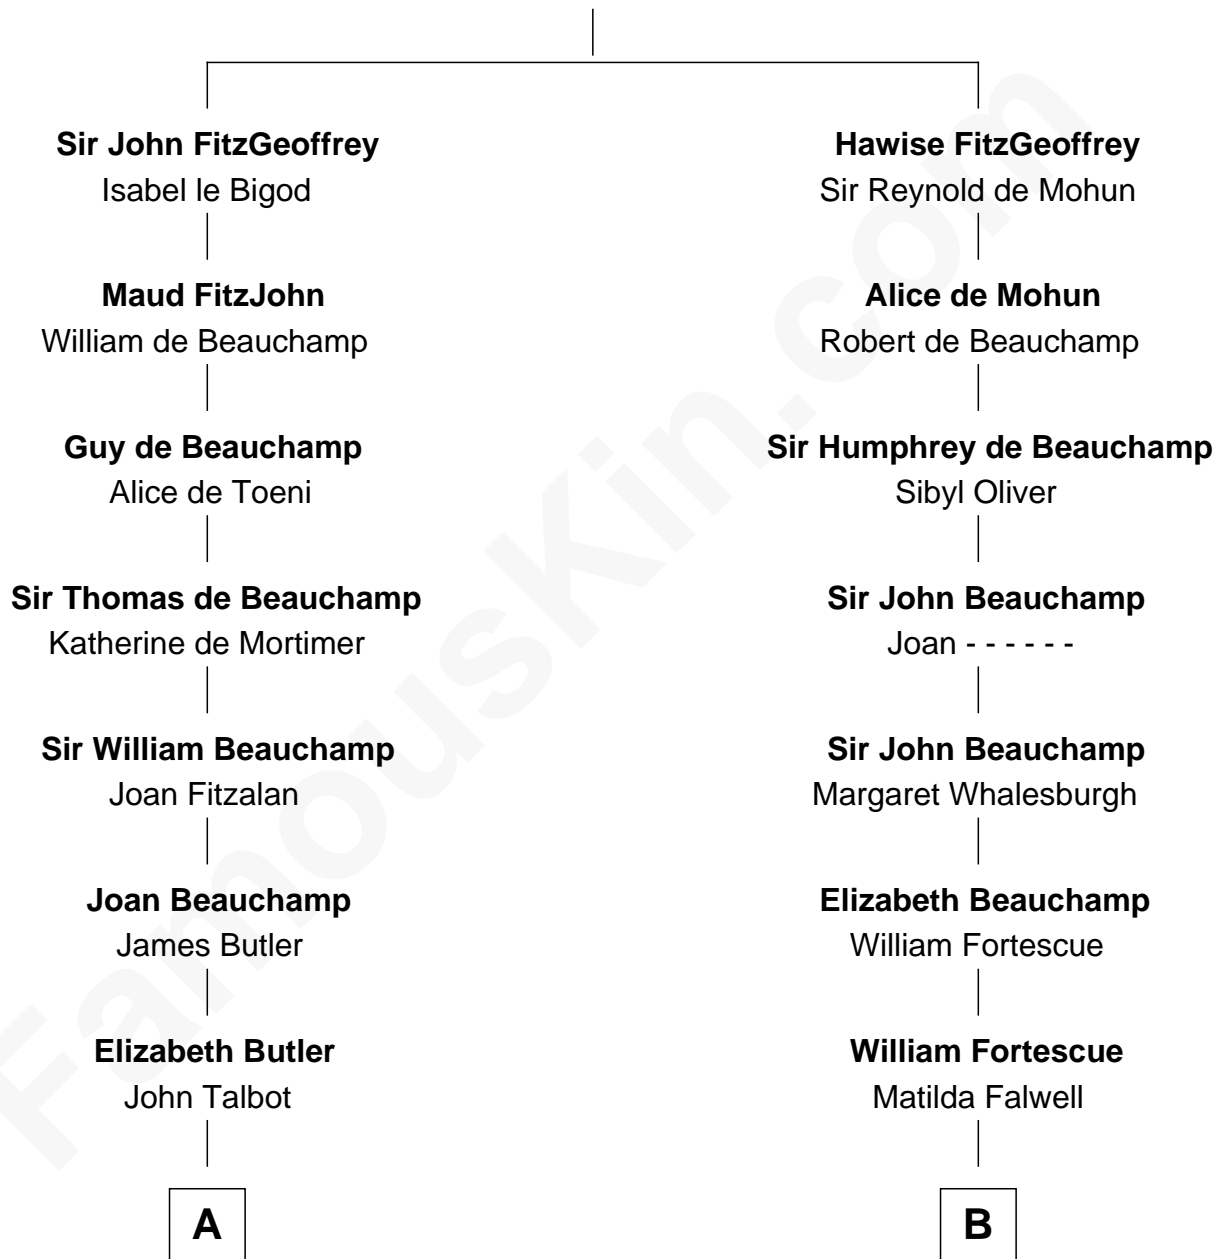 Sir John FitzGeoffrey
Isabel le Bigod
Maud FitzJohn
William de Beauchamp
Guy de Beauchamp
Alice de Toeni
Sir Thomas de Beauchamp
Katherine de Mortimer
Sir William Beauchamp
Joan Fitzalan
Joan Beauchamp
James Butler
Elizabeth Butler
John Talbot
A
Hawise FitzGeoffrey
Sir Reynold de Mohun
Alice de Mohun
Robert de Beauchamp
Sir Humphrey de Beauchamp
Sibyl Oliver
Sir John Beauchamp
Joan - - - - - -
Sir John Beauchamp
Margaret Whalesburgh
Elizabeth Beauchamp
William Fortescue
William Fortescue
Matilda Falwell
B
FamousKin.com